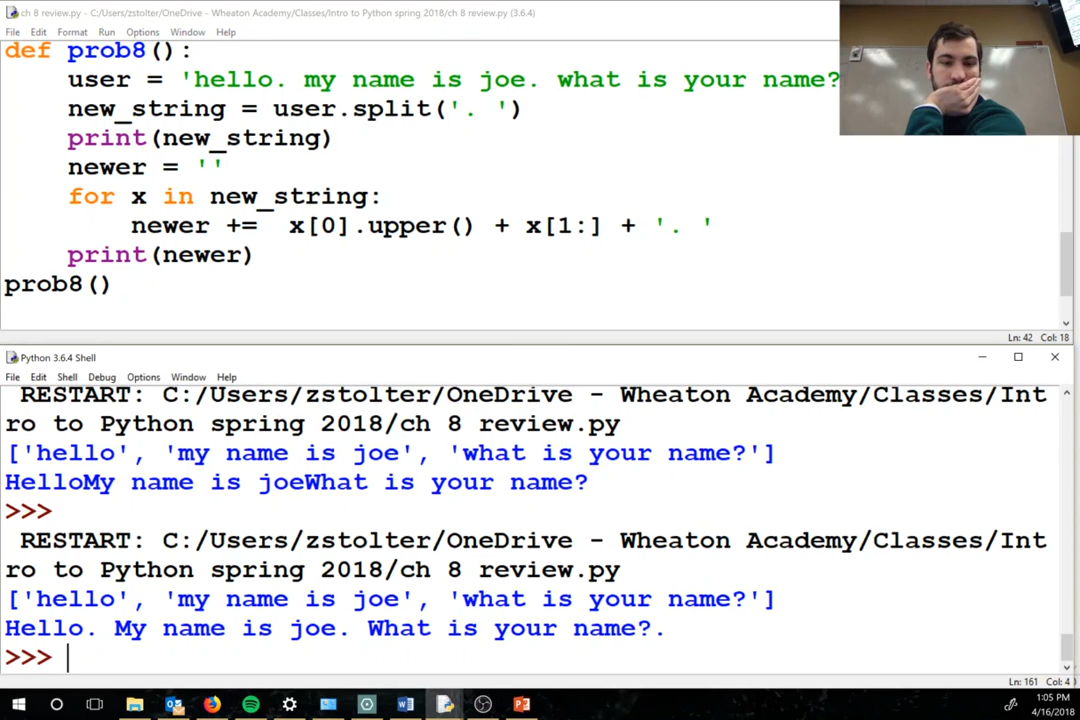 ch 8 review.py - C:/Users/zstolter/OneDrive - Wheaton Academy/Classes/Intro to Python spring 2018/ch 8 review.py (3.6.4)
File Edit Format Run Options Window Help
def prob8():
    user = 'hello. my name is joe. what is your name?
    new_string = user.split('. ')
    print(new_string)
    newer = ''
    for x in new_string:
        newer +=  x[0].upper() + x[1:] + '. '
    print(newer)
prob8()
Ln: 42 Col: 18
Python 3.6.4 Shell
File Edit Shell Debug Options Window Help
 RESTART: C:/Users/zstolter/OneDrive - Wheaton Academy/Classes/Int
ro to Python spring 2018/ch 8 review.py
['hello', 'my name is joe', 'what is your name?']
HelloMy name is joeWhat is your name?
>>>
 RESTART: C:/Users/zstolter/OneDrive - Wheaton Academy/Classes/Int
ro to Python spring 2018/ch 8 review.py
['hello', 'my name is joe', 'what is your name?']
Hello. My name is joe. What is your name?.
>>>
Ln: 161 Col: 4
1:05 PM
4/16/2018